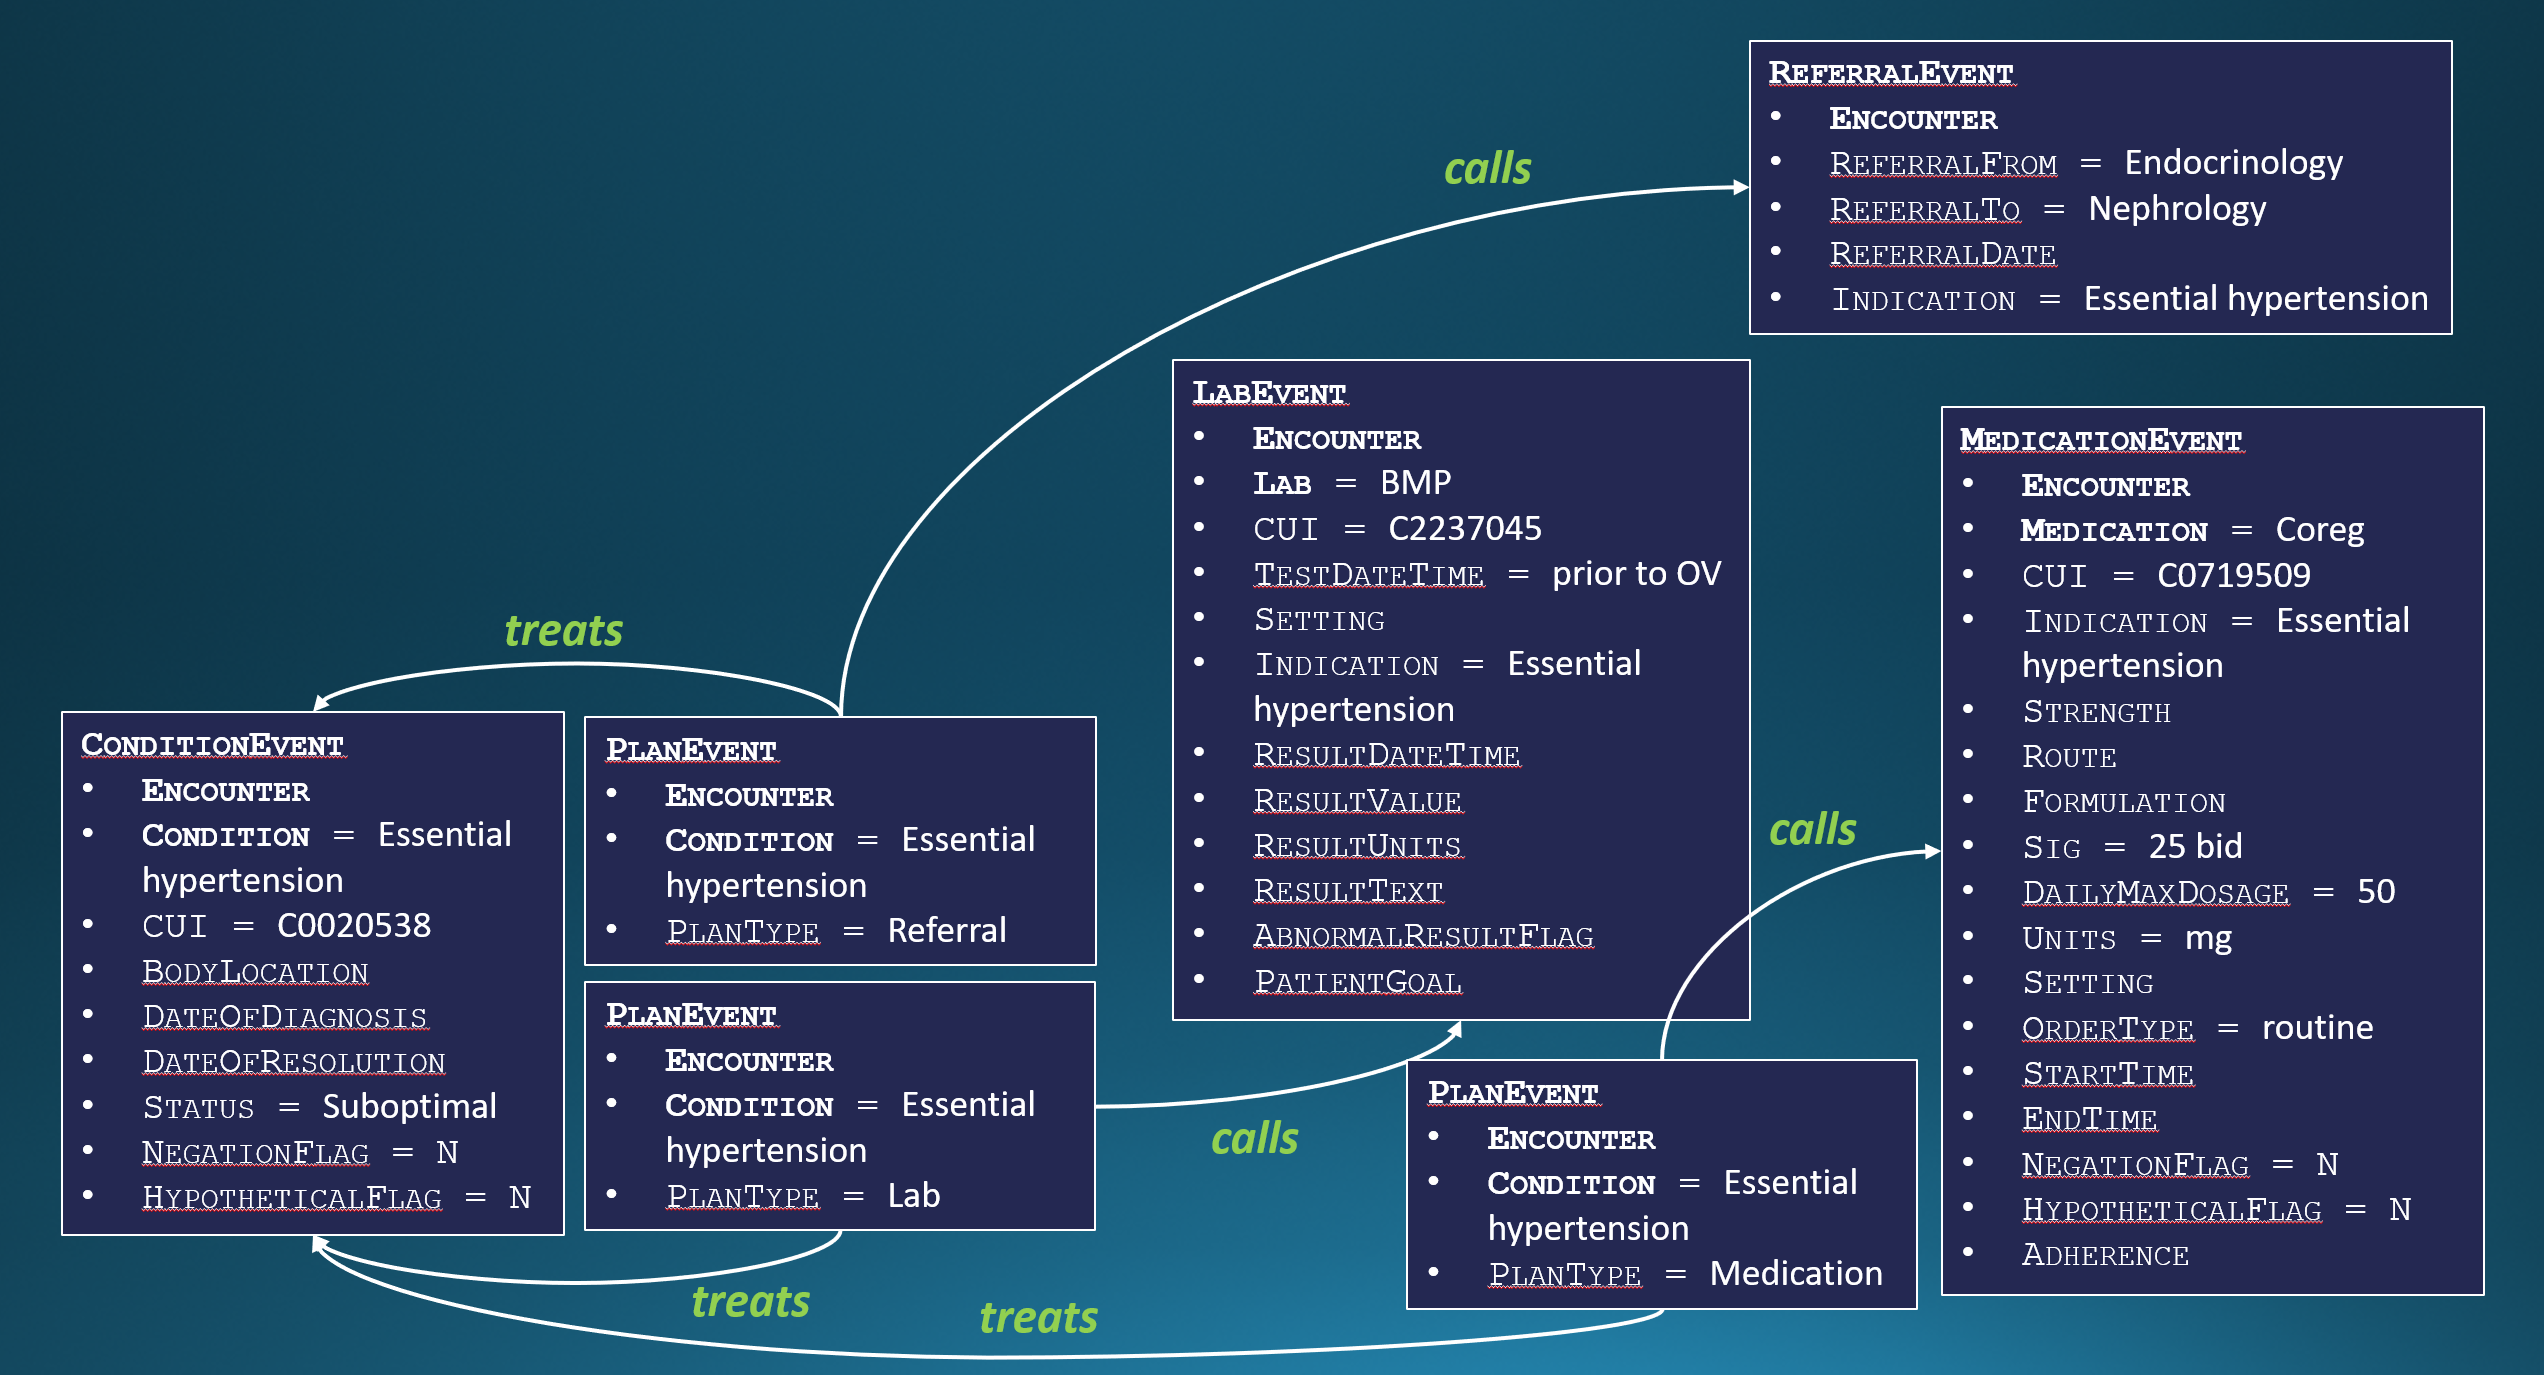 REFERRALEVENT
• ENCOUNTER
• REFERRALFROM = Endocrinology
• REFERRALTO = Nephrology
• REFERRALDATE
• INDICATION = Essential hypertension
calls
LABEVENT
• ENCOUNTER
• LAB = BMP
• CUI = C2237045
• TESTDATETIME = prior to OV
• SETTING
• INDICATION = Essential
hypertension
• RESULTDATETIME
• RESULTVALUE
• RESULTUNITS
• RESULTTEXT
• ABNORMALRESULTFLAG
• PATIENTGOAL
MEDICATIONEVENT
• ENCOUNTER
• MEDICATION = Coreg
• CUI = C0719509
• INDICATION = Essential
hypertension
• STRENGTH
• ROUTE
• FORMULATION
• SIG = 25 bid
• DAILYMAXDOSAGE = 50
• UNITS = mg
• SETTING
• ORDERTYPE = routine
• STARTTIME
• ENDTIME
• NEGATIONFLAG = N
• HYPOTHETICALFLAG = N
• ADHERENCE
treats
CONDITIONEVENT
• ENCOUNTER
• CONDITION = Essential
hypertension
• CUI = C0020538
• BODYLOCATION
• DATEOFDIAGNOSIS
• DATEOFRESOLUTION
• STATUS = Suboptimal
• NEGATIONFLAG = N
• HYPOTHETICALFLAG = N
PLANEVENT
• ENCOUNTER
• CONDITION = Essential
hypertension
• PLANTYPE = Referral
PLANEVENT
• ENCOUNTER
• CONDITION = Essential
hypertension
• PLANTYPE = Lab
calls
calls
PLANEVENT
• ENCOUNTER
• CONDITION = Essential
hypertension
• PLANTYPE = Medication
treats
treats